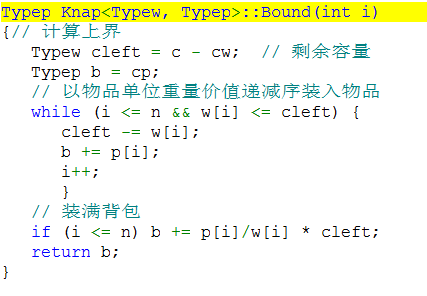 Typep Knap<Typew, Typep>::Bound(int i)
{// 计算上界
   Typew cleft = c - cw;  // 剩余容量
   Typep b = cp;
   // 以物品单位重量价值递减序装入物品
   while (i <= n && w[i] <= cleft) {
      cleft -= w[i];
      b += p[i];
      i++;
      }
   // 装满背包
   if (i <= n) b += p[i]/w[i] * cleft;
   return b;
}